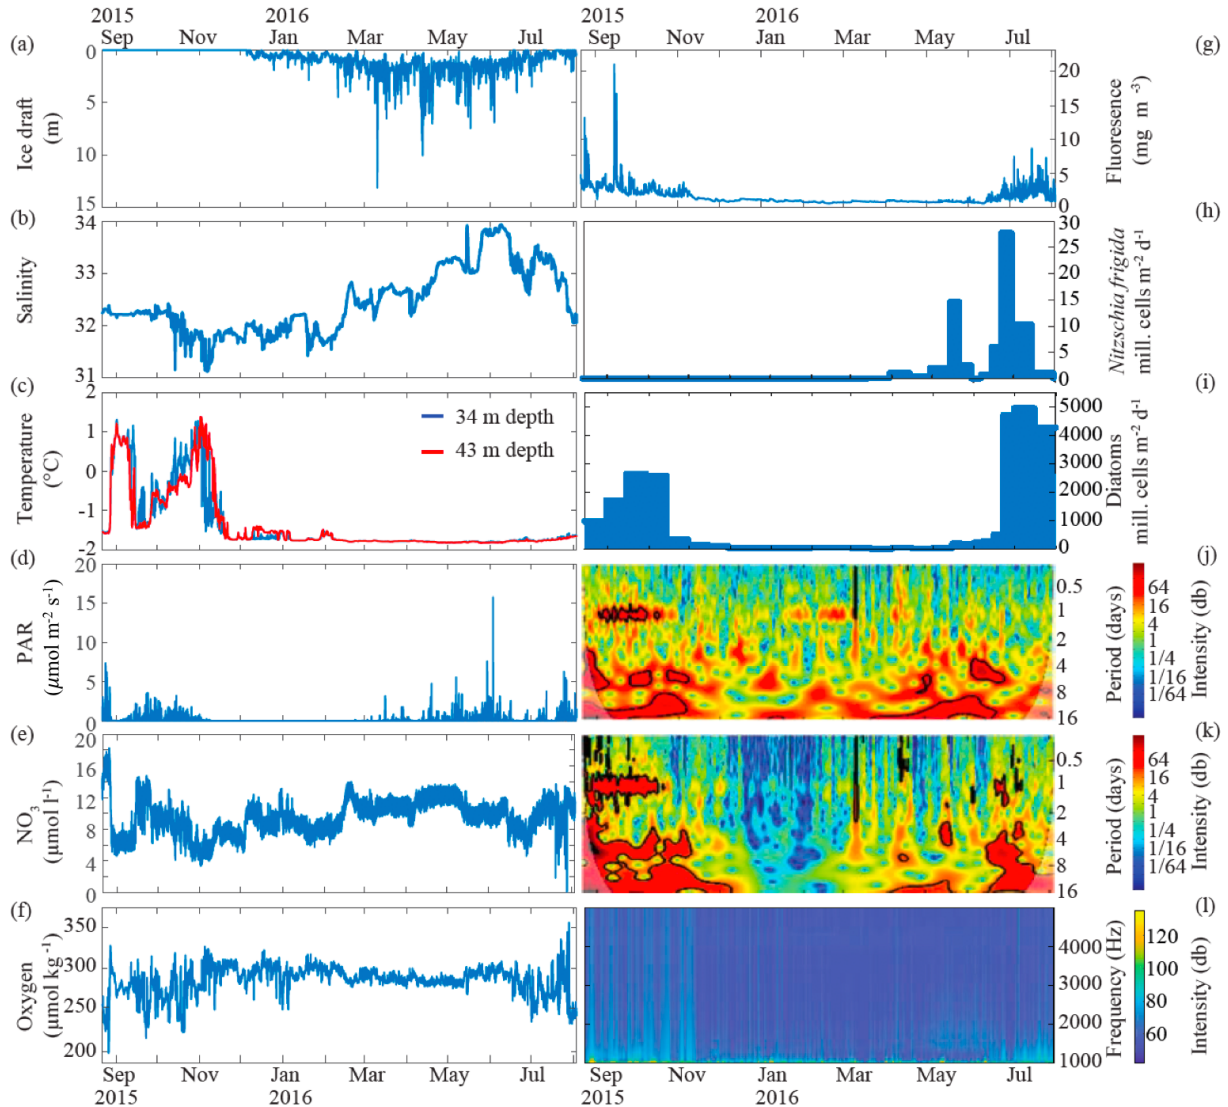 2015 2016
Sep Nov Jan Mar May Jul
2015 2016
Sep Nov Jan Mar May Jul
(a)
0
5
10
15
Ice draft
(m)
(g)
20
15
10
5
0
Fluoresence
(mg m -3)
(b)
34
33
32
31
Salinity
(h)
30
25
20
15
10
5
0
Nitzschia frigida
mill. cells m-2 d-1
(c)
2
1
0
-1
-2
Temperature
(°C)
34 m depth
43 m depth
(i)
5000
4000
3000
2000
1000
0
Diatoms
mill. cells m-2 d-1
(d)
20
15
10
5
0
PAR
(μmol m-2 s-1)
(j)
0.5
1
2
4
8
16
Period (days)
64
16
4
1
1/4
1/16
1/64
Intensity (db)
(e)
20
16
12
8
4
0
NO3
(μmol l-1)
(k)
0.5
1
2
4
8
16
Period (days)
64
16
4
1
1/4
1/16
1/64
Intensity (db)
(f)
350
300
250
200
Oxygen
(μmol kg-1)
(l)
4000
3000
2000
1000
Frequency (Hz)
120
100
80
60
Intensity (db)
Sep Nov Jan Mar May Jul
2015 2016
Sep Nov Jan Mar May Jul
2015 2016